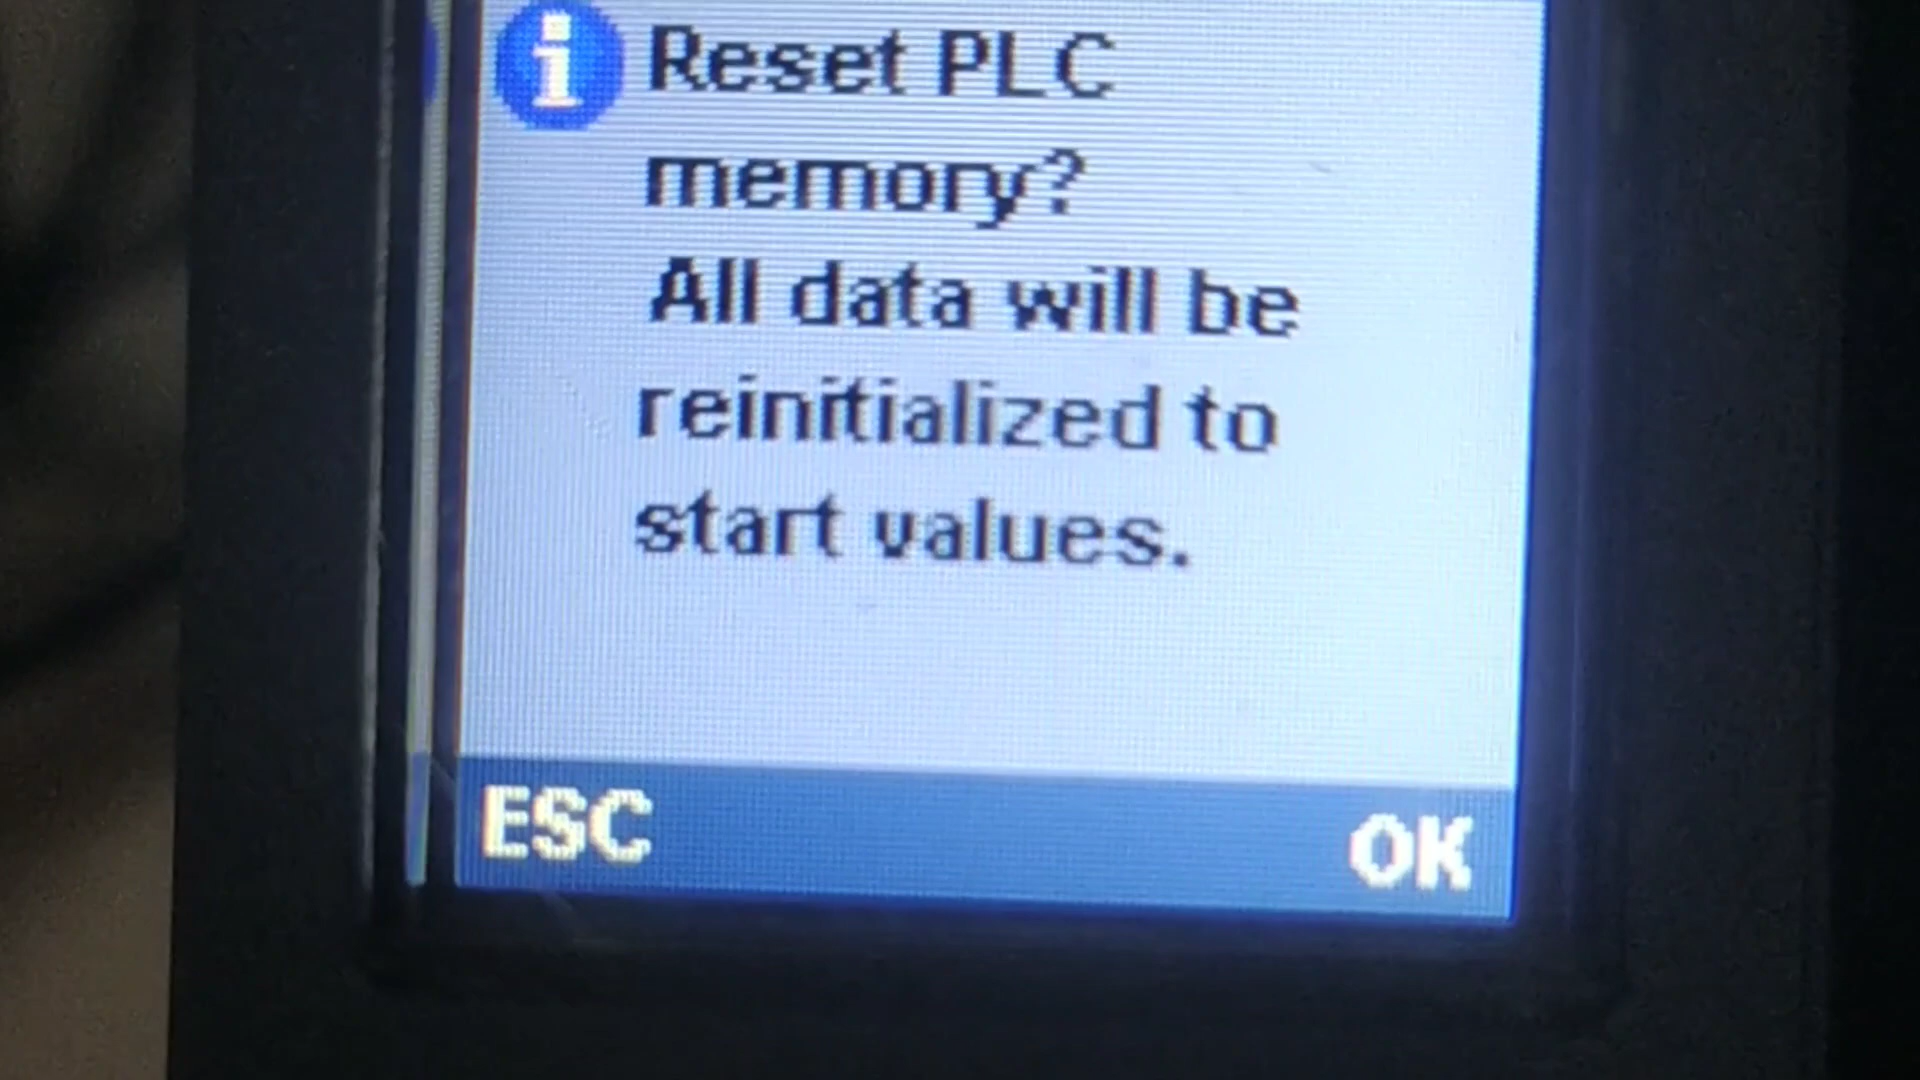 i Reset PLC
memory?
All data will be
reinitialized to
start values.
ESC OK